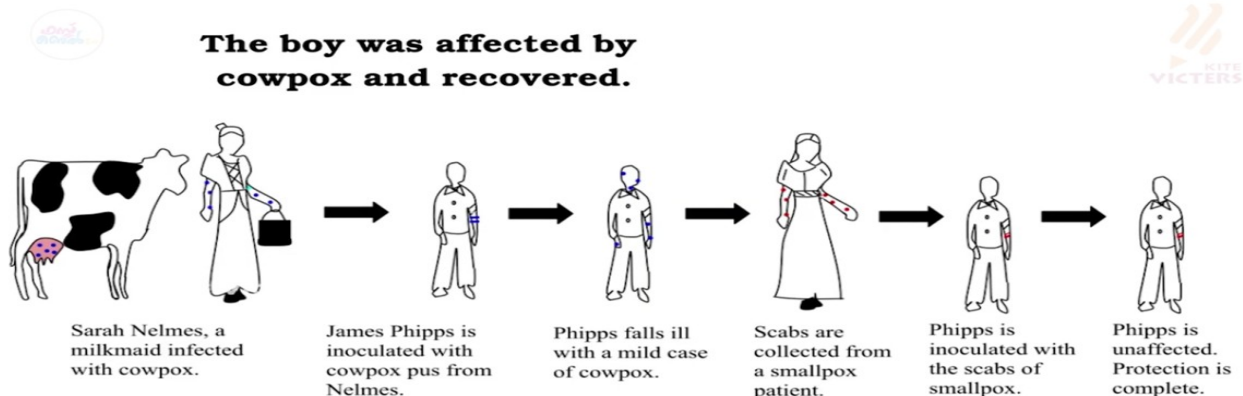 The boy was affected by
cowpox and recovered.
KITE
VICTERS
Sarah Nelmes, a
milkmaid infected
with cowpox.
James Phipps is
inoculated with
cowpox pus from
Nelmes.
Phipps falls ill
with a mild case
of cowpox.
Scabs are
collected from
a smallpox
patient.
Phipps is
inoculated with
the scabs of
smallpox.
Phipps is
unaffected.
Protection is
complete.